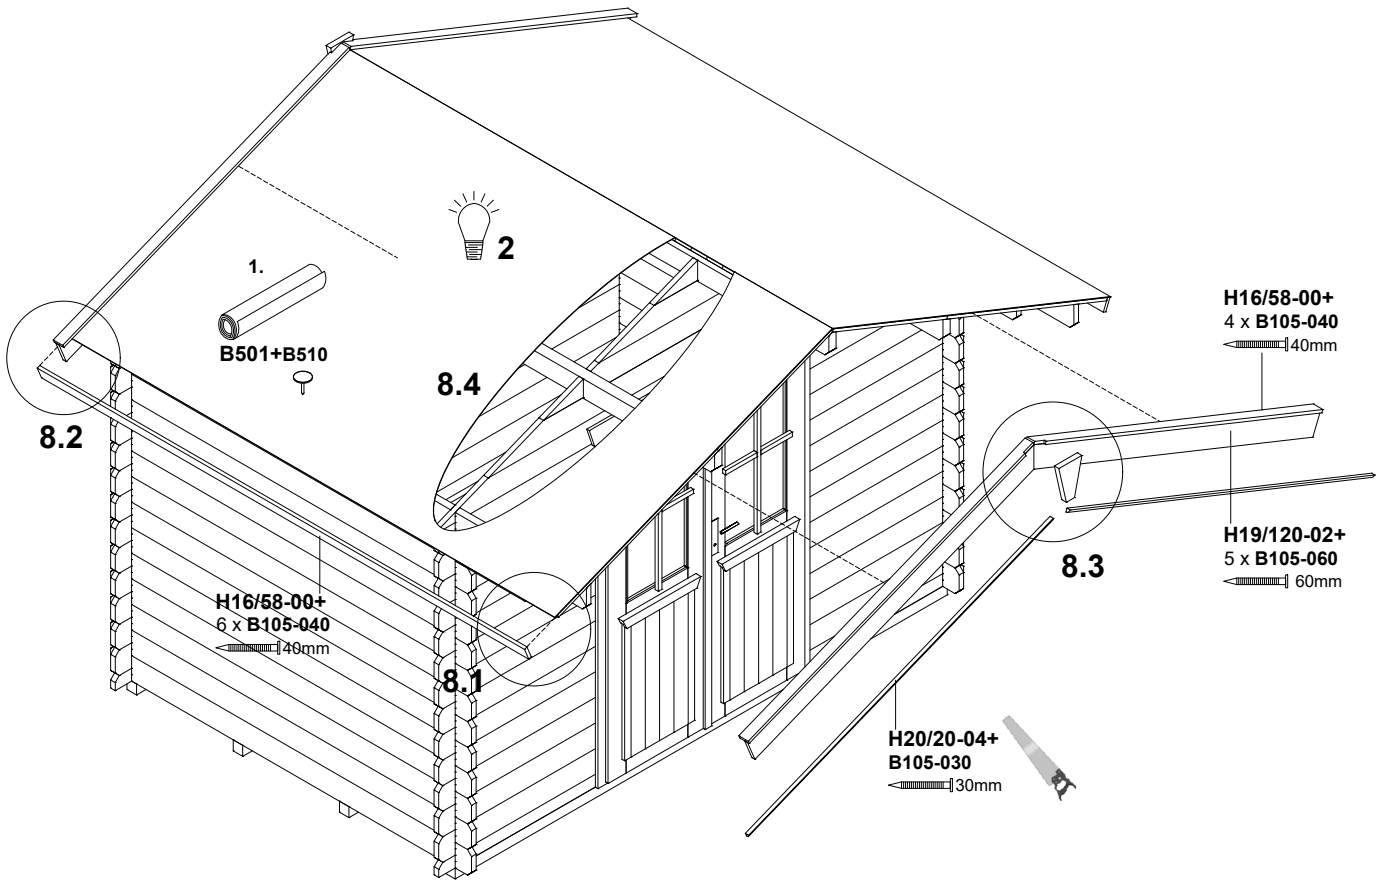 2
1.
B501+B510
8.4
8.2
H16/58-00+
4 x B105-040
40mm
H19/120-02+
5 x B105-060
60mm
8.3
H16/58-00+
6 x B105-040
40mm
8.1
H20/20-04+
B105-030
30mm